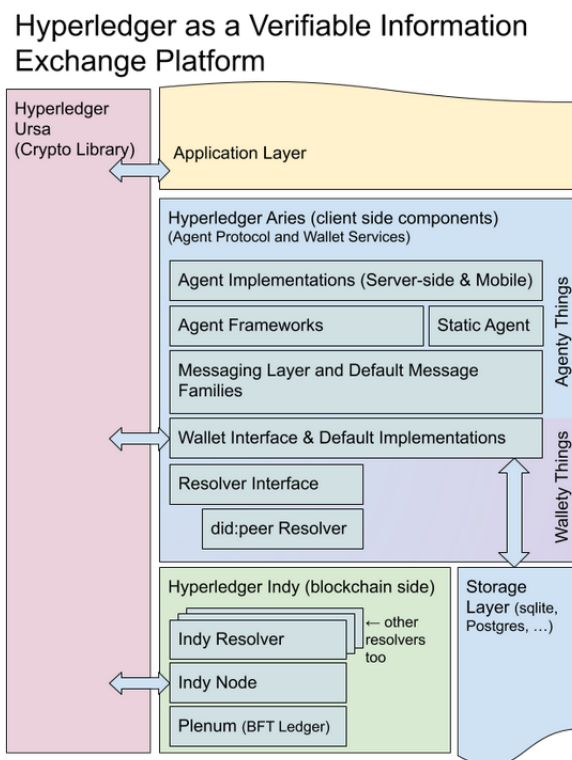 Hyperledger as a Verifiable Information
Exchange Platform
Hyperledger
Ursa
(Crypto Library)
Application Layer
Hyperledger Aries (client side components)
(Agent Protocol and Wallet Services)
Agent Implementations (Server-side & Mobile)
Agent Frameworks
Static Agent
Messaging Layer and Default Message
Families
Wallet Interface & Default Implementations
Resolver Interface
did:peer Resolver
Agenty Things
Wallety Things
Hyperledger Indy (blockchain side)
Indy Resolver
← other
resolvers
too
Indy Node
Plenum (BFT Ledger)
Storage
Layer (sqlite,
Postgres, …)